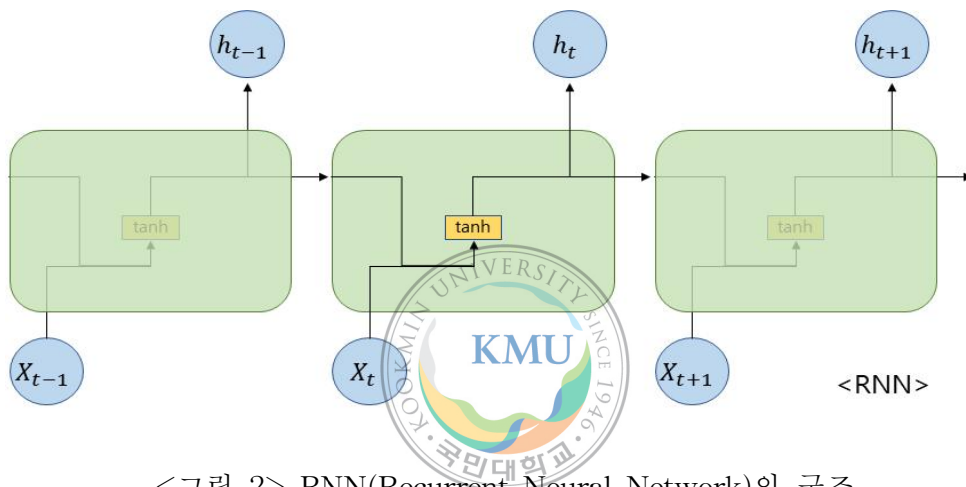 h_{t-1} h_t h_{t+1}
tanh tanh tanh
X_{t-1} X_t X_{t+1}
<RNN>
KOOKMIN UNIVERSITY SINCE 1946
KMU
국민대학교
<그림 2> RNN(Recurrent Neural Network)의 구조